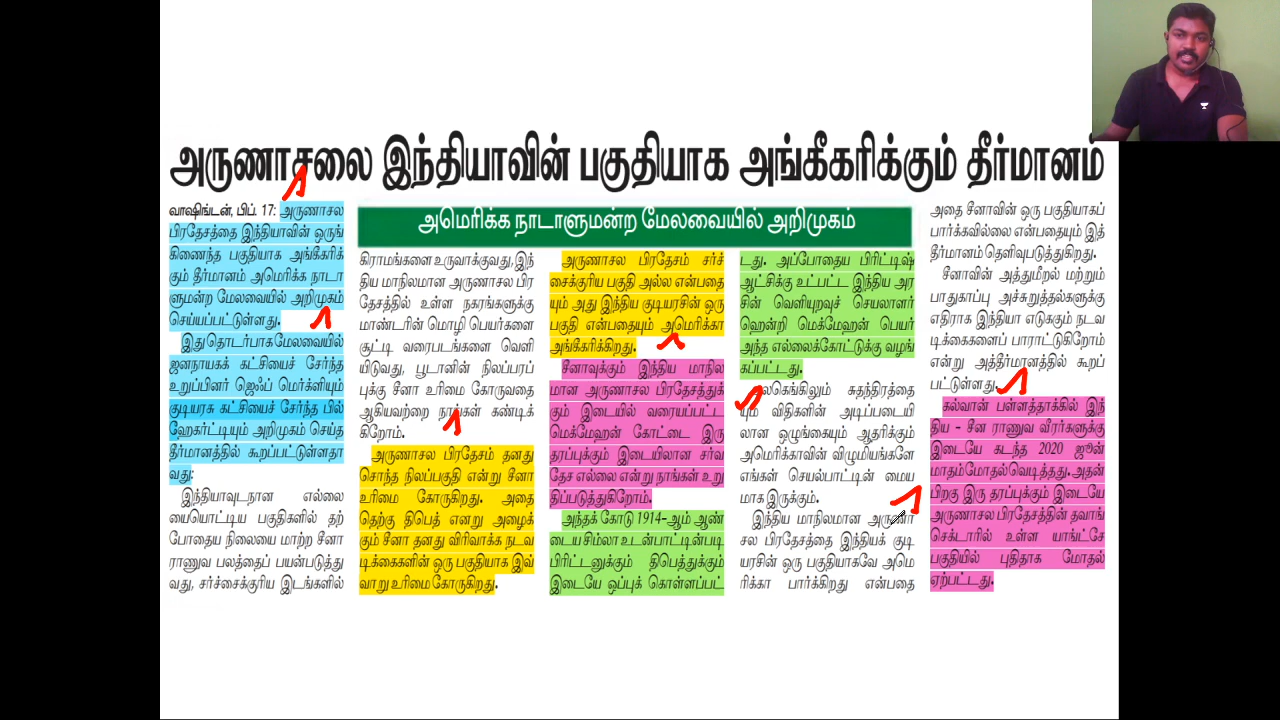 அருணாசலை இந்தியாவின் பகுதியாக அங்கீகரிக்கும் தீர்மானம்
அமெரிக்க நாடாளுமன்ற மேலவையில் அறிமுகம்
வாஷிங்டன், பிப். 17: அருணாசல
பிரதேசத்தை இந்தியாவின் ஒருங்
கிணைந்த பகுதியாக அங்கீகரிக்
கும் தீர்மானம் அமெரிக்க நாடா
ளுமன்ற மேலவையில் அறிமுகம்
செய்யப்பட்டுள்ளது.
இதுதொடர்பாக மேலவையில்
ஜனநாயகக் கட்சியைச் சேர்ந்த
உறுப்பினர் ஜெஃப் மெர்க்லியும்
குடியரசு கட்சியைச் சேர்ந்த பில்
ஹேகர்ட்டியும் அறிமுகம் செய்த
தீர்மானத்தில் கூறப்பட்டுள்ளதா
வது:
இந்தியாவுடனான எல்லை
யையொட்டிய பகுதிகளில் தற்
போதைய நிலையை மாற்ற சீனா
ராணுவ பலத்தைப் பயன்படுத்து
வது, சர்ச்சைக்குரிய இடங்களில்
கிராமங்களை உருவாக்குவது, இந்
திய மாநிலமான அருணாசல பிர
தேசத்தில் உள்ள நகரங்களுக்கு
மாண்டரின் மொழி பெயர்களை
சூட்டி வரைபடங்களை வெளி
யிடுவது, பூடானின் நிலப்பரப்
புக்கு சீனா உரிமை கோருவதை
ஆகியவற்றை நாங்கள் கண்டிக்
கிறோம்.
அருணாசல பிரதேசம் தனது
சொந்த நிலப்பகுதி என்று சீனா
உரிமை கோருகிறது. அதை
தெற்கு திபெத் என்று அழைக்
கும் சீனா தனது விரிவாக்க நடவ
டிக்கைகளின் ஒரு பகுதியாக இவ்
வாறு உரிமை கோருகிறது.
அருணாசல பிரதேசம் சர்ச்
சைக்குரிய பகுதி அல்ல என்பதை
யும் அது இந்திய குடியரசின் ஒரு
பகுதி என்பதையும் அமெரிக்கா
அங்கீகரிக்கிறது.
சீனாவுக்கும் இந்திய மாநில
மான அருணாசல பிரதேசத்துக்
கும் இடையில் வரையப்பட்ட
மெக்மேஹன் கோட்டை இரு
தரப்புக்கும் இடையிலான சர்வ
தேச எல்லை என்று நாங்கள் உறு
திப்படுத்துகிறோம்.
அந்தக் கோடு 1914-ஆம் ஆண்
டைய சிம்லா உடன்பாட்டின்படி
பிரிட்டனுக்கும் திபெத்துக்கும்
இடையே ஒப்புக் கொள்ளப்பட்
டது. அப்போதைய பிரிட்டிஷ்
ஆட்சிக்கு உட்பட்ட இந்திய அர
சின் வெளியுறவுச் செயலாளர்
ஹென்றி மெக்மேஹன் பெயர்
அந்த எல்லைக்கோட்டுக்கு வழங்
கப்பட்டது.
உலகெங்கிலும் சுதந்திரத்தை
யும் விதிகளின் அடிப்படையி
லான ஒழுங்கையும் ஆதரிக்கும்
அமெரிக்காவின் விழுமியங்களே
எங்கள் செயல்பாட்டின் மைய
மாக இருக்கும்.
இந்திய மாநிலமான அருணா
சல பிரதேசத்தை இந்தியக் குடி
யரசின் ஒரு பகுதியாகவே அமெ
ரிக்கா பார்க்கிறது என்பதை
அதை சீனாவின் ஒரு பகுதியாகப்
பார்க்கவில்லை என்பதையும் இத்
தீர்மானம் தெளிவுபடுத்துகிறது.
சீனாவின் அத்துமீறல் மற்றும்
பாதுகாப்பு அச்சுறுத்தல்களுக்கு
எதிராக இந்தியா எடுக்கும் நடவ
டிக்கைகளைப் பாராட்டுகிறோம்
என்று அத்தீர்மானத்தில் கூறப்
பட்டுள்ளது.
கல்வான் பள்ளத்தாக்கில் இந்
திய - சீன ராணுவ வீரர்களுக்கு
இடையே கடந்த 2020 ஜூன்
மாதம் மோதல் வெடித்தது. அதன்
பிறகு இரு தரப்புக்கும் இடையே
அருணாசல பிரதேசத்தின் தவாங்
செக்டாரில் உள்ள யாங்ட்சே
பகுதியில் புதிதாக மோதல்
ஏற்பட்டது.